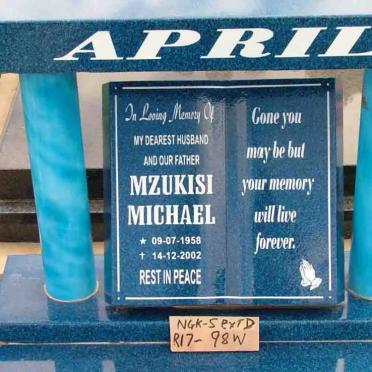 APRIL
In Loving Memory Of
MY DEAREST HUSBAND
AND OUR FATHER
MZUKISI
MICHAEL
★ 09-07-1958
† 14-12-2002
REST IN PEACE
Gone you
may be but
your memory
will live
forever.
NGK-5 EXTD
R17- 98W